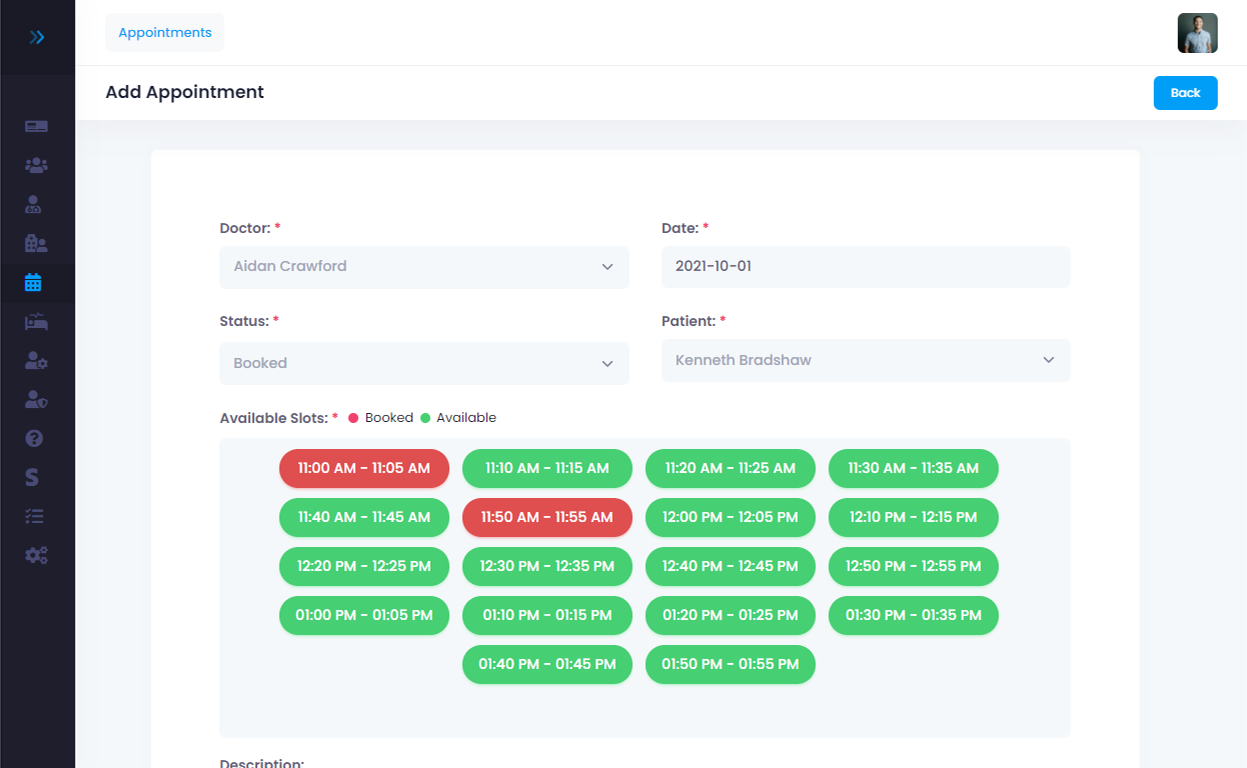 Appointments
Add Appointment
Back
Doctor: *
Date: *
Aidan Crawford
2021-10-01
Status: *
Patient: *
Booked
Kenneth Bradshaw
Available Slots: * Booked Available
11:00 AM - 11:05 AM 11:10 AM - 11:15 AM 11:20 AM - 11:25 AM 11:30 AM - 11:35 AM
11:40 AM - 11:45 AM 11:50 AM - 11:55 AM 12:00 PM - 12:05 PM 12:10 PM - 12:15 PM
12:20 PM - 12:25 PM 12:30 PM - 12:35 PM 12:40 PM - 12:45 PM 12:50 PM - 12:55 PM
01:00 PM - 01:05 PM 01:10 PM - 01:15 PM 01:20 PM - 01:25 PM 01:30 PM - 01:35 PM
01:40 PM - 01:45 PM 01:50 PM - 01:55 PM
Description: